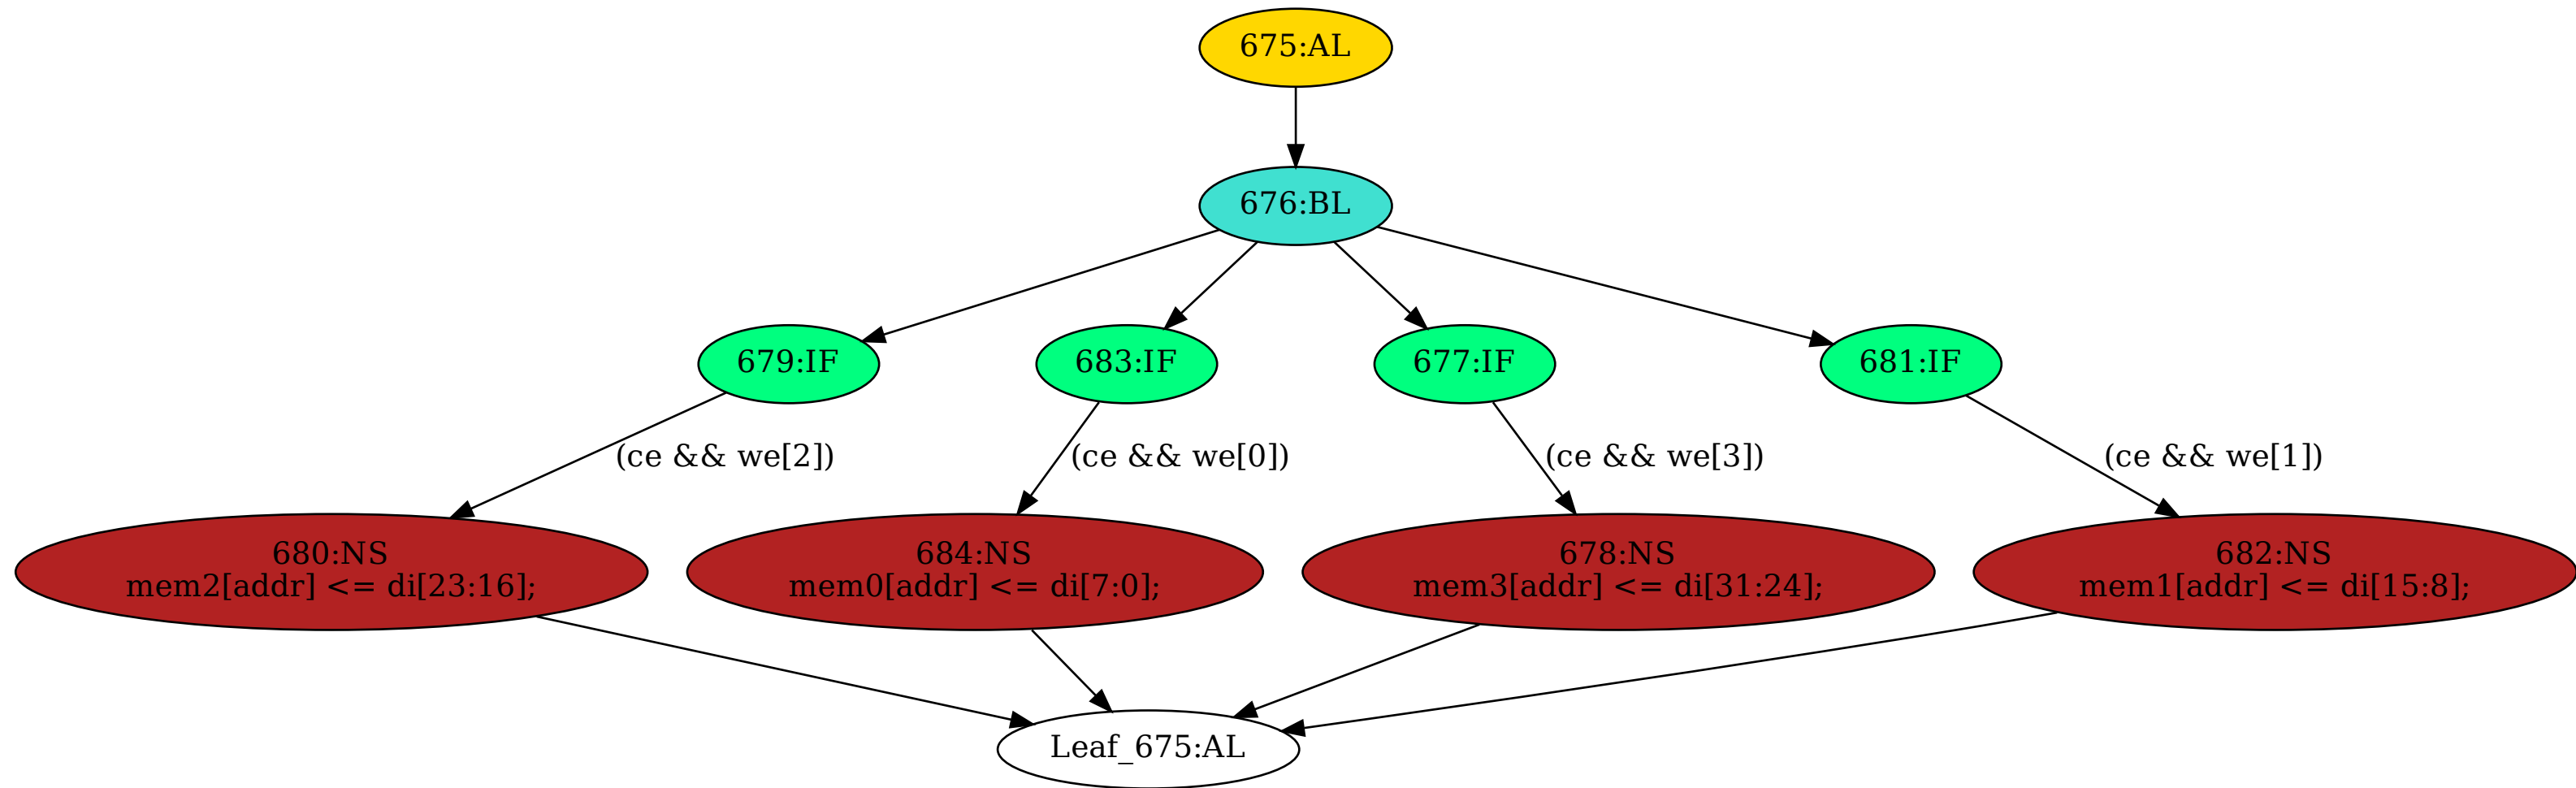 675:AL
676:BL
679:IF
683:IF
677:IF
681:IF
(ce && we[2])
(ce && we[0])
(ce && we[3])
(ce && we[1])
680:NS
mem2[addr] <= di[23:16];
684:NS
mem0[addr] <= di[7:0];
678:NS
mem3[addr] <= di[31:24];
682:NS
mem1[addr] <= di[15:8];
Leaf_675:AL